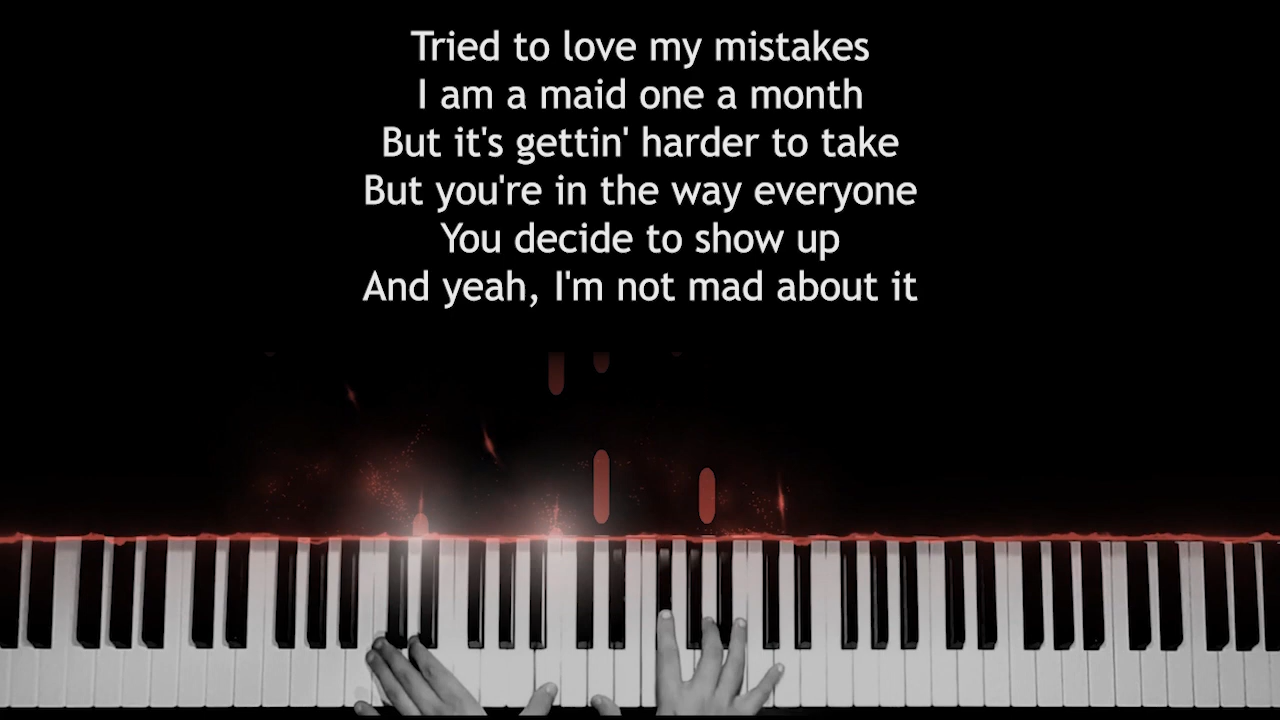 Tried to love my mistakes
I am a maid one a month
But it's gettin' harder to take
But you're in the way everyone
You decide to show up
And yeah, I'm not mad about it